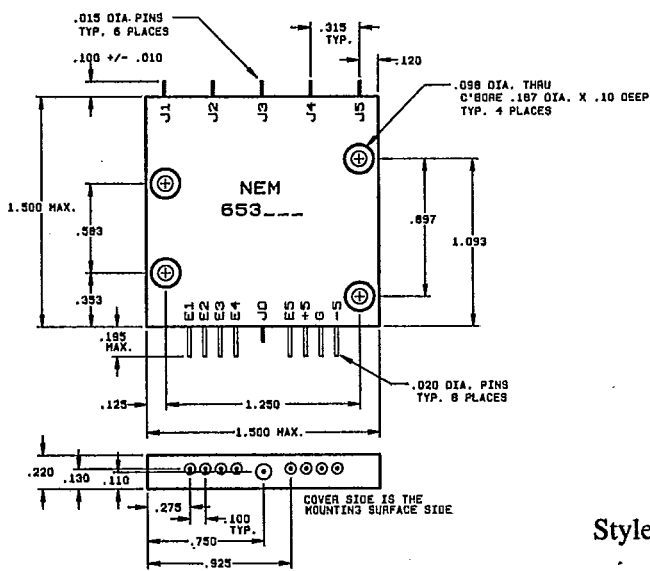 .015 DIA. PINS
TYP. 6 PLACES
.100 +/- .010
.315
TYP.
.120
.098 DIA. THRU
C'BORE .187 DIA. X .10 DEEP
TYP. 4 PLACES
J1 J2 J3 J4 J5
NEM
653___
1.500 MAX.
.583
.353
.897
1.093
E1 E2 E3 E4 J0 E5 +5 G -5
.195
MAX.
.020 DIA. PINS
TYP. 8 PLACES
.125
1.250
1.500 MAX.
.220
.130
.110
COVER SIDE IS THE
MOUNTING SURFACE SIDE
.275
.100
TYP.
.750
.925
Style